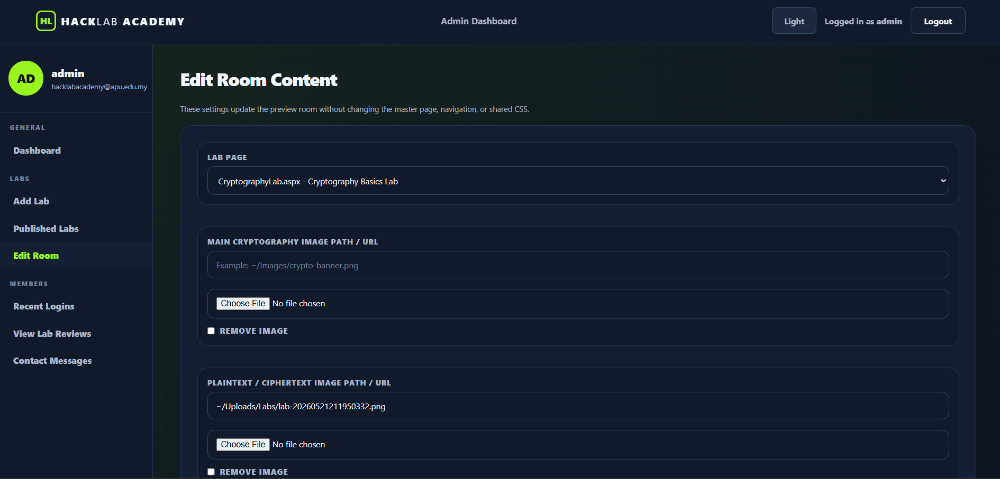 HL HACKLAB ACADEMY
Admin Dashboard
Light
Logged in as admin
Logout
AD
admin
hacklabacademy@apu.edu.my
GENERAL
Dashboard
LABS
Add Lab
Published Labs
Edit Room
MEMBERS
Recent Logins
View Lab Reviews
Contact Messages
Edit Room Content
These settings update the preview room without changing the master page, navigation, or shared CSS.
LAB PAGE
CryptographyLab.aspx - Cryptography Basics Lab
MAIN CRYPTOGRAPHY IMAGE PATH / URL
Example: ~/Images/crypto-banner.png
Choose File No file chosen
REMOVE IMAGE
PLAINTEXT / CIPHERTEXT IMAGE PATH / URL
~/Uploads/Labs/lab-20260521211950332.png
Choose File No file chosen
REMOVE IMAGE